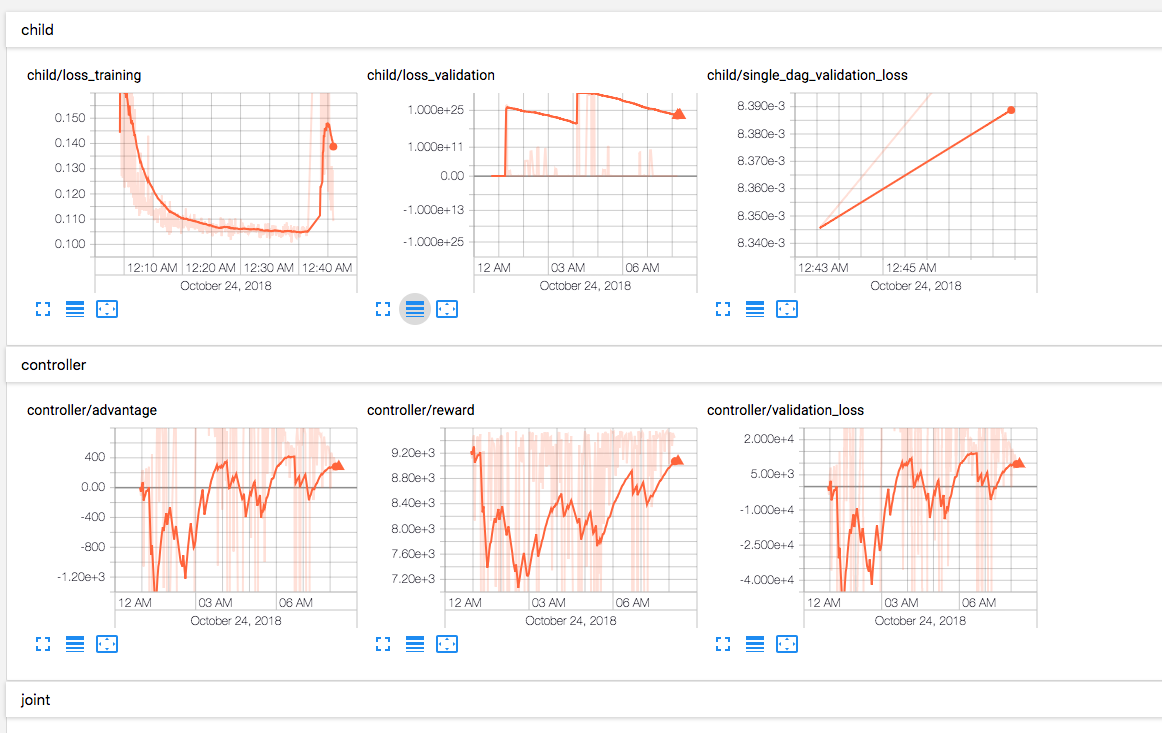 child
child/loss_training
child/loss_validation
child/single_dag_validation_loss
0.150
0.140
0.130
0.120
0.110
0.100
12:10 AM 12:20 AM 12:30 AM 12:40 AM
October 24, 2018
1.000e+25
1.000e+11
0.00
-1.000e+13
-1.000e+25
12 AM 03 AM 06 AM
October 24, 2018
8.390e-3
8.380e-3
8.370e-3
8.360e-3
8.350e-3
8.340e-3
12:43 AM 12:45 AM
October 24, 2018
controller
controller/advantage
controller/reward
controller/validation_loss
400
0.00
-400
-800
-1.20e+3
12 AM 03 AM 06 AM
October 24, 2018
9.20e+3
8.80e+3
8.40e+3
8.00e+3
7.60e+3
7.20e+3
12 AM 03 AM 06 AM
October 24, 2018
2.000e+4
5.00e+3
-1.000e+4
-2.500e+4
-4.000e+4
12 AM 03 AM 06 AM
October 24, 2018
joint